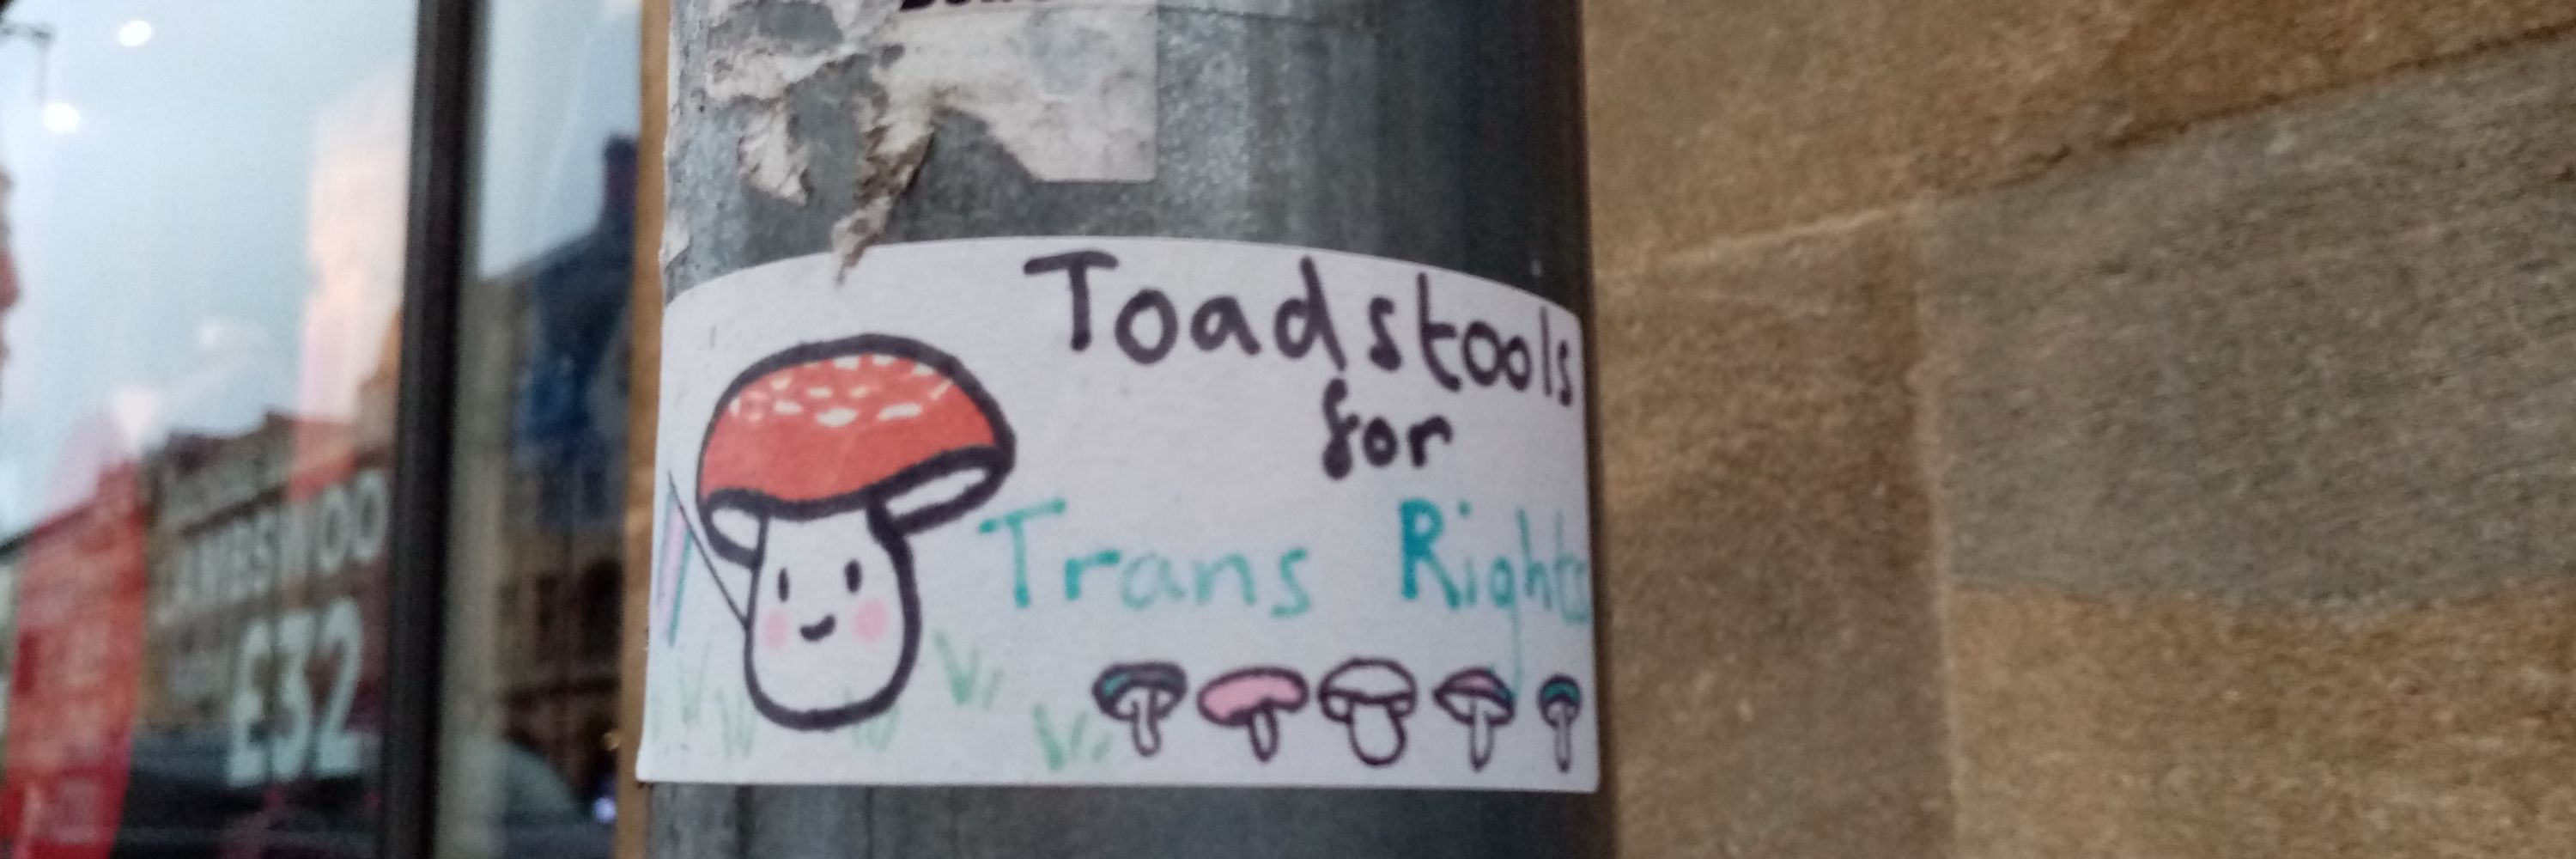 Toadstools
for
Trans Rights
£32